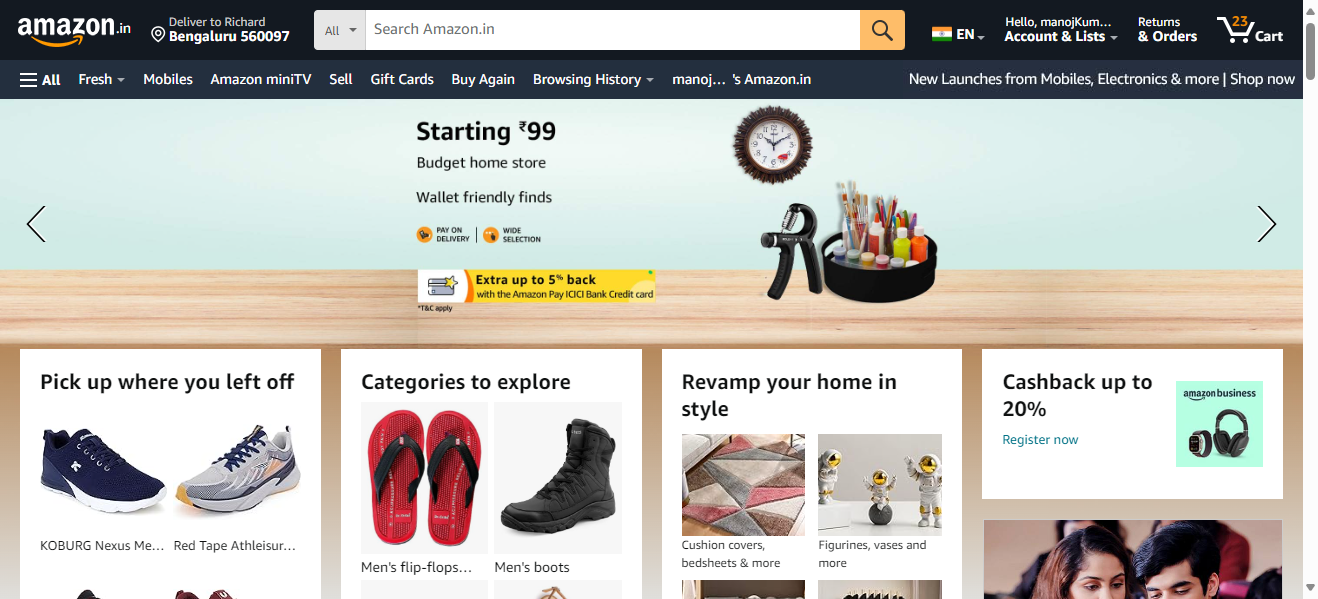 amazon.in
Deliver to Richard
Bengaluru 560097
All
Search Amazon.in
EN
Hello, manojKum...
Account & Lists
Returns
& Orders
23
Cart
All
Fresh
Mobiles
Amazon miniTV
Sell
Gift Cards
Buy Again
Browsing History
manoj... 's Amazon.in
New Launches from Mobiles, Electronics & more | Shop now
Starting ₹99
Budget home store
Wallet friendly finds
PAY ON
DELIVERY
WIDE
SELECTION
Extra up to 5% back
with the Amazon Pay ICICI Bank Credit card
*T&C apply
Pick up where you left off
KOBURG Nexus Me...
Red Tape Athleisur...
Categories to explore
Men's flip-flops...
Men's boots
Revamp your home in
style
Cushion covers,
bedsheets & more
Figurines, vases and
more
Cashback up to
20%
Register now
amazon business